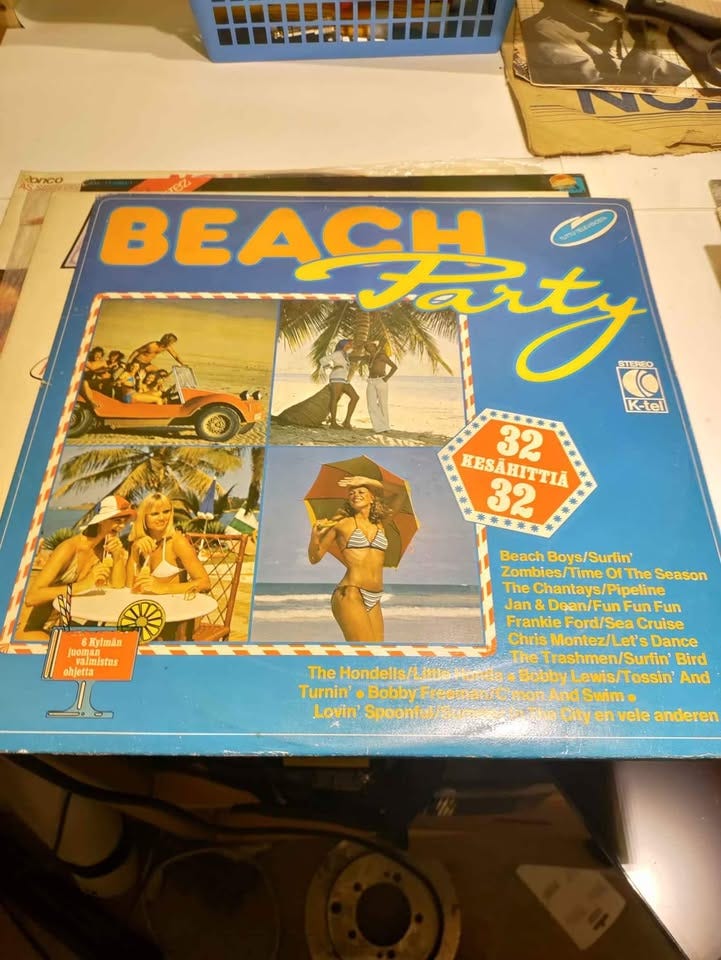 onco
BEACH
Party
TUTTU TELEVISIOSTA
STEREO
K-tel
32
KESÄHITTIÄ
32
Beach Boys/Surfin'
Zombies/Time Of The Season
The Chantays/Pipeline
Jan & Dean/Fun Fun Fun
Frankie Ford/Sea Cruise
Chris Montez/Let's Dance
The Trashmen/Surfin' Bird
The Hondells/Little Honda • Bobby Lewis/Tossin' And
Turnin' • Bobby Freeman/C'mon And Swim •
Lovin' Spoonful/Summer In The City en vele anderen
6 Kylmän
juoman
valmistus
ohjetta